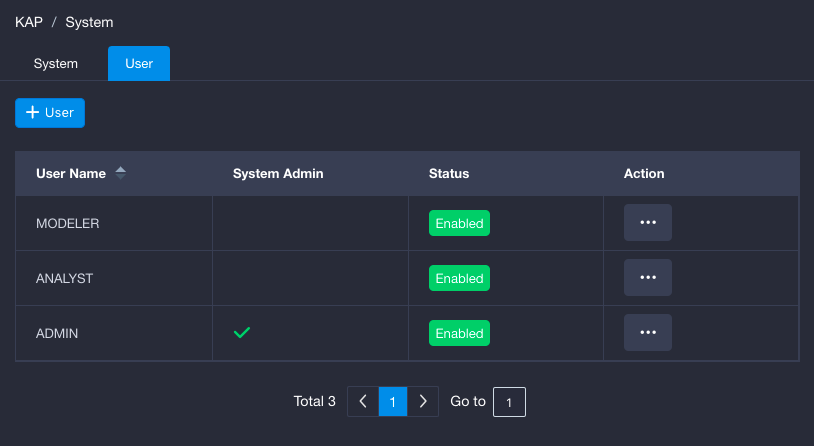 KAP / System
System User
+ User
User Name System Admin Status Action
MODELER Enabled ...
ANALYST Enabled ...
ADMIN Enabled ...
Total 3 < 1 > Go to 1